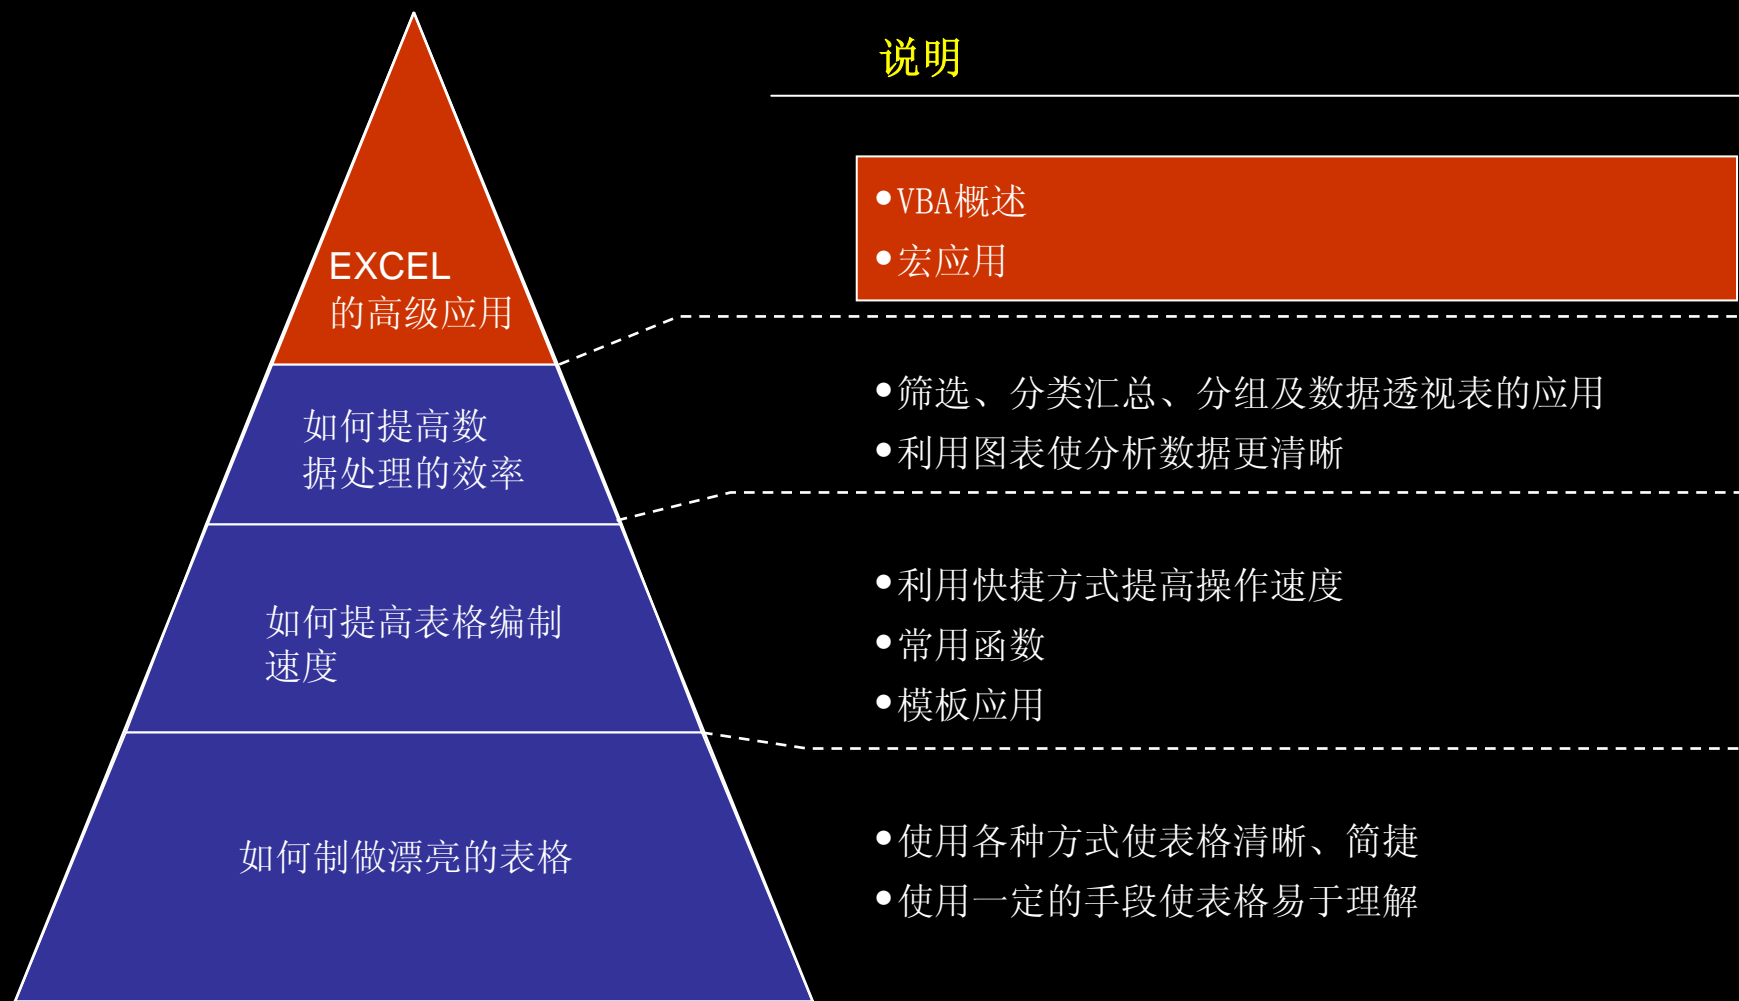 说明
EXCEL
的高级应用
•VBA概述
•宏应用
如何提高数
据处理的效率
•筛选、分类汇总、分组及数据透视表的应用
•利用图表使分析数据更清晰
如何提高表格编制
速度
•利用快捷方式提高操作速度
•常用函数
•模板应用
如何制做漂亮的表格
•使用各种方式使表格清晰、简捷
•使用一定的手段使表格易于理解